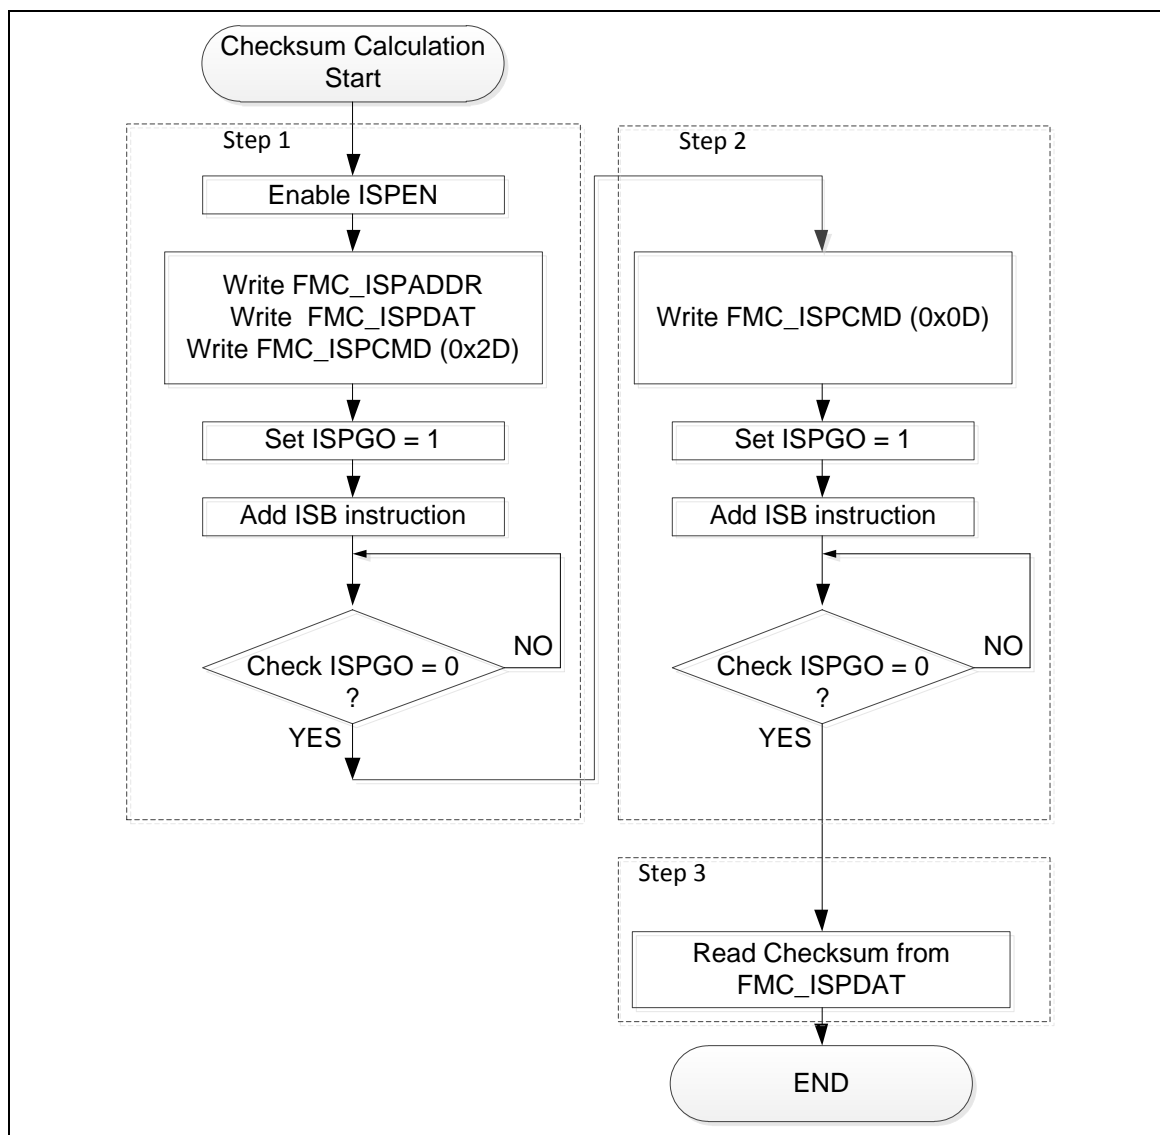 Checksum Calculation
Start
Step 1
Enable ISPEN
Write FMC_ISPADDR
Write  FMC_ISPDAT
Write FMC_ISPCMD (0x2D)
Set ISPGO = 1
Add ISB instruction
Check ISPGO = 0
?
NO
YES
Step 2
Write FMC_ISPCMD (0x0D)
Set ISPGO = 1
Add ISB instruction
Check ISPGO = 0
?
NO
YES
Step 3
Read Checksum from
FMC_ISPDAT
END